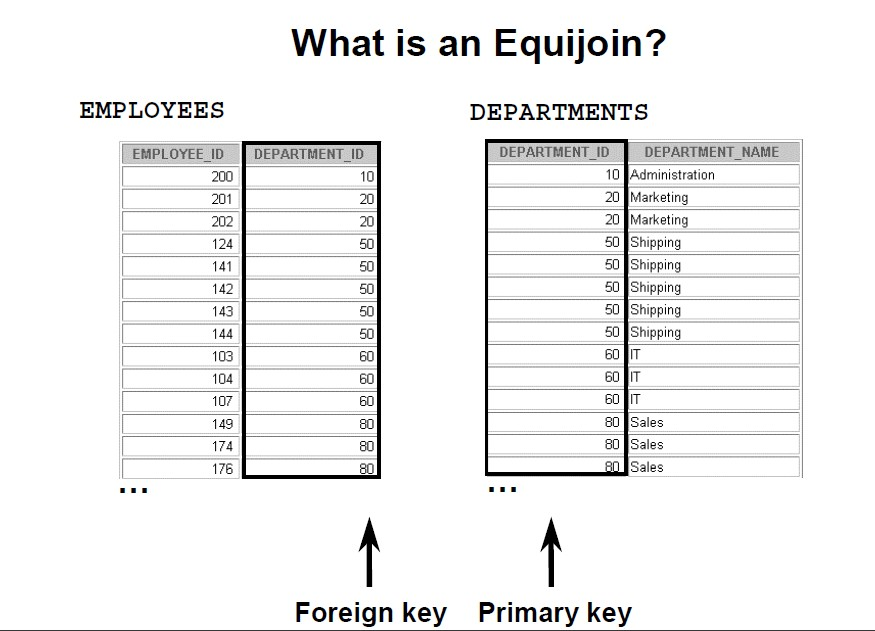 What is an Equijoin?
EMPLOYEES
EMPLOYEE_ID DEPARTMENT_ID
200 10
201 20
202 20
124 50
141 50
142 50
143 50
144 50
103 60
104 60
107 60
149 80
174 80
176 80
...
DEPARTMENTS
DEPARTMENT_ID DEPARTMENT_NAME
10 Administration
20 Marketing
20 Marketing
50 Shipping
50 Shipping
50 Shipping
50 Shipping
50 Shipping
60 IT
60 IT
60 IT
80 Sales
80 Sales
80 Sales
...
Foreign key
Primary key